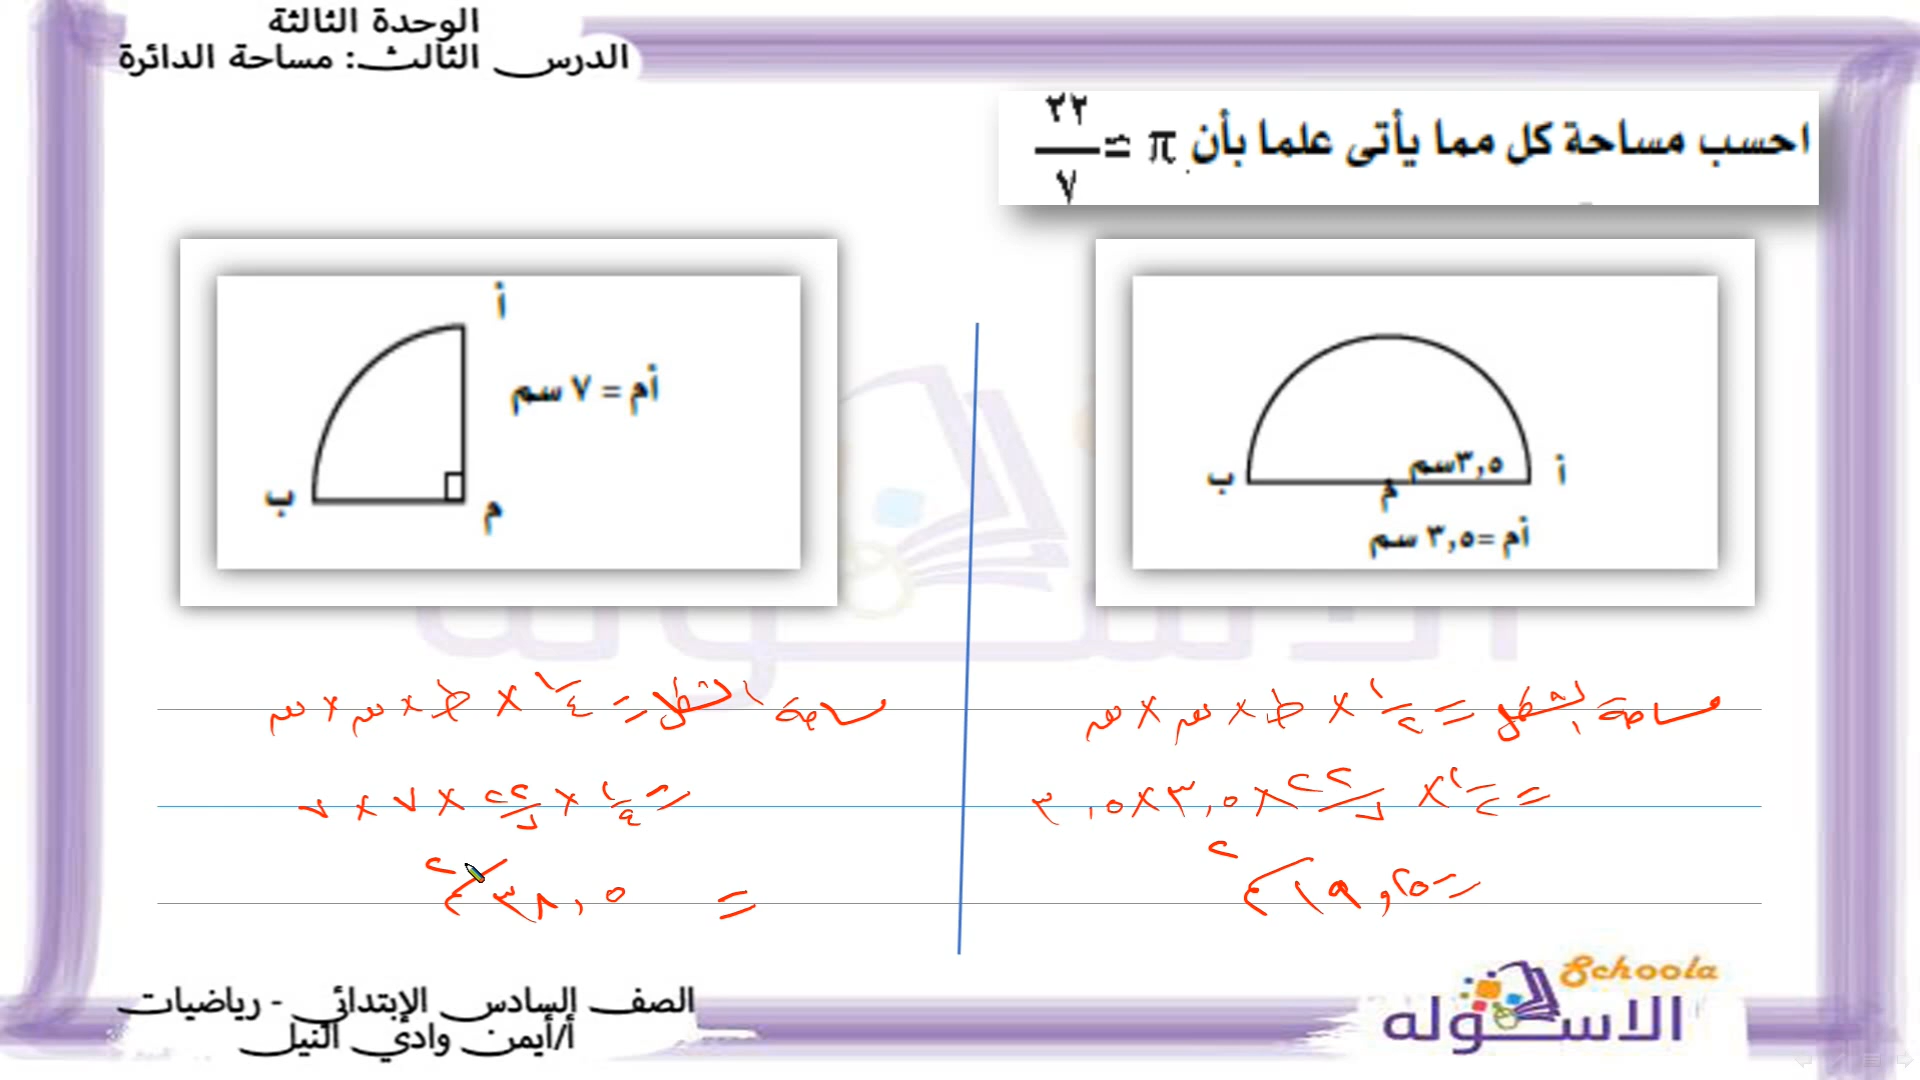 الوحدة الثالثة
الدرس الثالث: مساحة الدائرة
احسب مساحة كل مما يأتى علما بأن π = ٢٢/٧
أ
٣,٥سم
م
ب
أم =٣,٥ سم
أ
أم = ٧ سم
ب
م
مساحة الشكل = ١/٢ × ط × نق × نق
= ١/٢ × ٢٢/٧ × ٣,٥ × ٣,٥
= ١٩,٢٥ سم٢
مساحة الشكل = ١/٤ × ط × نق × نق
= ١/٤ × ٢٢/٧ × ٧ × ٧
= ٣٨,٥ سم٢
الصف السادس الإبتدائي - رياضيات
أ/أيمن وادي النيل
Schoola
الاسكوله